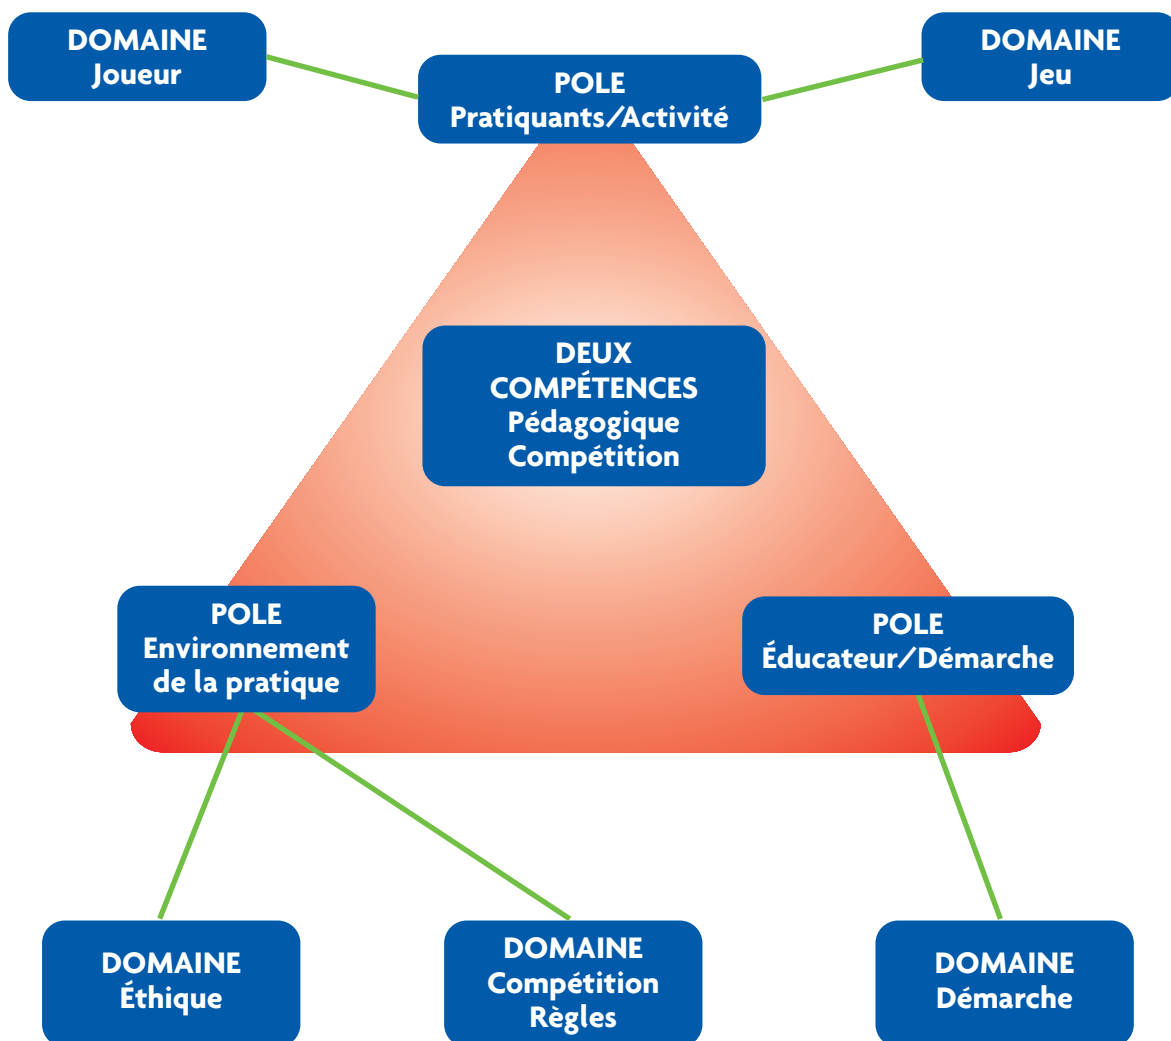 DOMAINE
Joueur
POLE
Pratiquants/Activité
DOMAINE
Jeu
DEUX
COMPÉTENCES
Pédagogique
Compétition
POLE
Environnement
de la pratique
POLE
Éducateur/Démarche
DOMAINE
Éthique
DOMAINE
Compétition
Règles
DOMAINE
Démarche